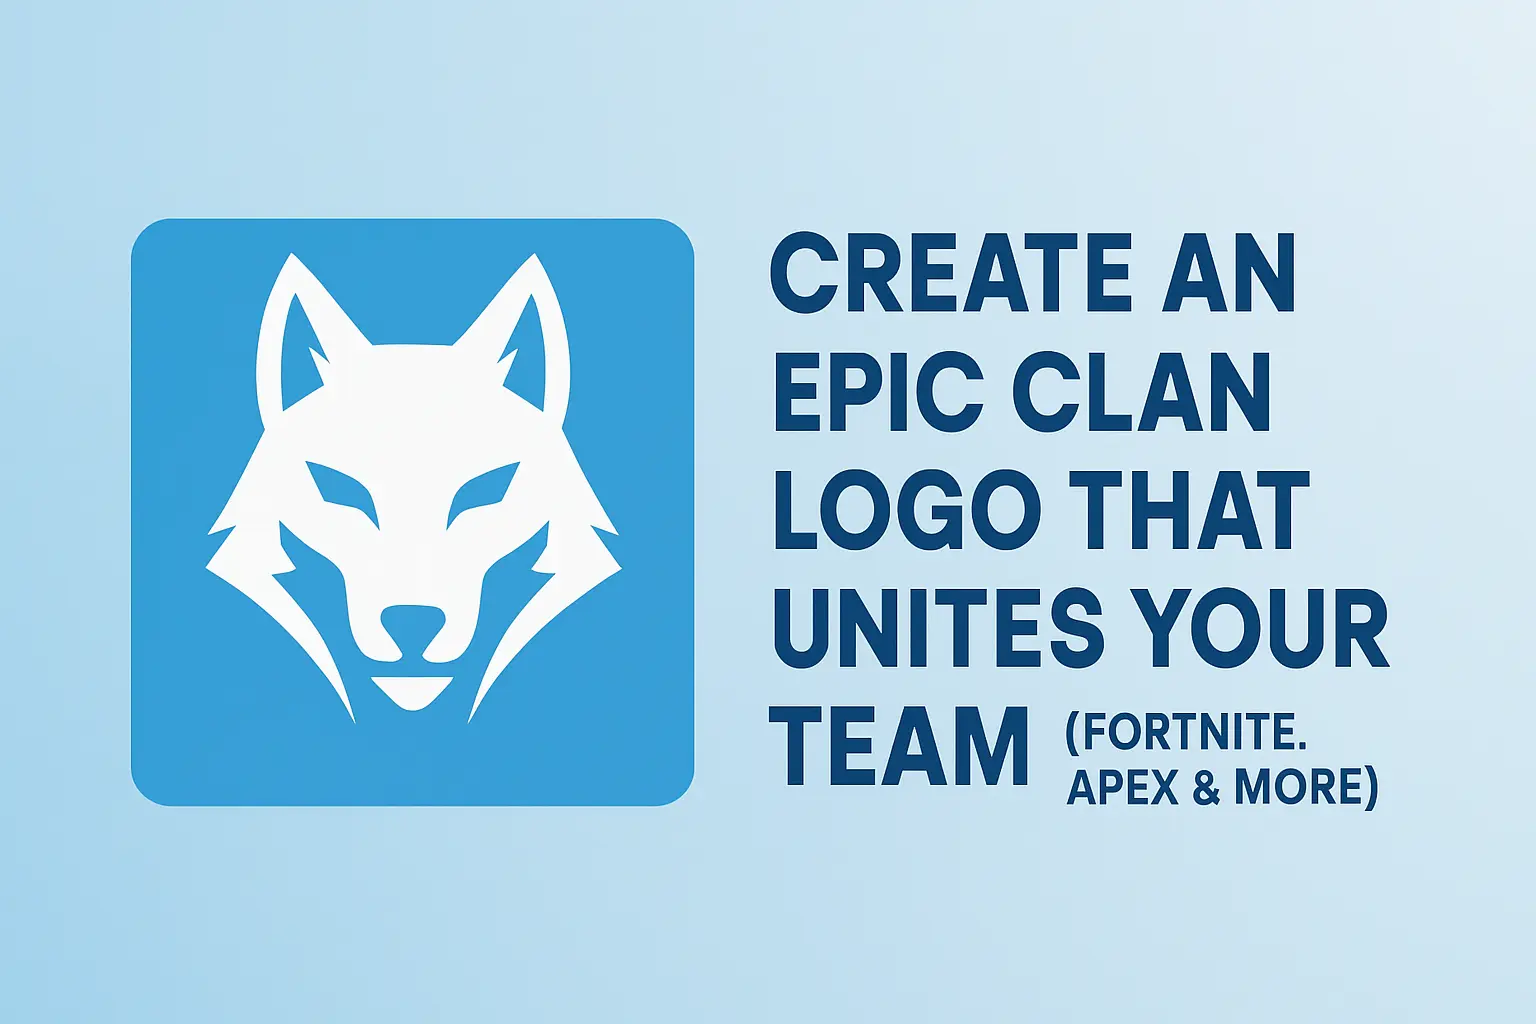 CREATE AN
EPIC CLAN
LOGO THAT
UNITES YOUR
TEAM (FORTNITE.
APEX & MORE)